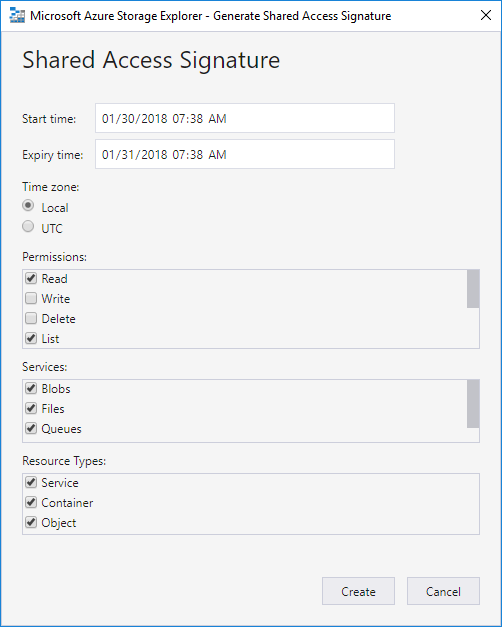 Microsoft Azure Storage Explorer - Generate Shared Access Signature
Shared Access Signature
Start time: 01/30/2018 07:38 AM
Expiry time: 01/31/2018 07:38 AM
Time zone:
Local
UTC
Permissions:
Read
Write
Delete
List
Services:
Blobs
Files
Queues
Resource Types:
Service
Container
Object
Create Cancel